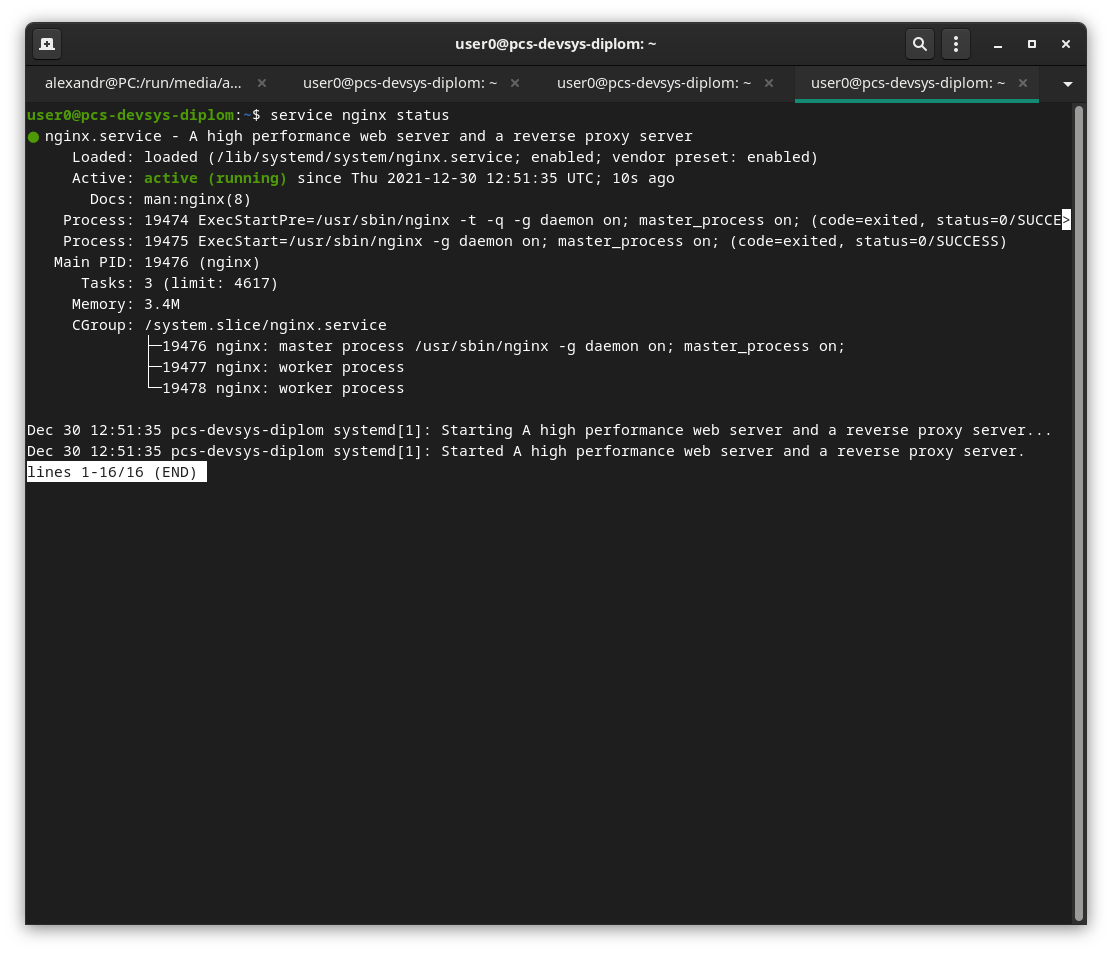 user0@pcs-devsys-diplom: ~
alexandr@PC:/run/media/a... × user0@pcs-devsys-diplom: ~ × user0@pcs-devsys-diplom: ~ × user0@pcs-devsys-diplom: ~ ×
user0@pcs-devsys-diplom:~$ service nginx status
● nginx.service - A high performance web server and a reverse proxy server
     Loaded: loaded (/lib/systemd/system/nginx.service; enabled; vendor preset: enabled)
     Active: active (running) since Thu 2021-12-30 12:51:35 UTC; 10s ago
       Docs: man:nginx(8)
    Process: 19474 ExecStartPre=/usr/sbin/nginx -t -q -g daemon on; master_process on; (code=exited, status=0/SUCCE>
    Process: 19475 ExecStart=/usr/sbin/nginx -g daemon on; master_process on; (code=exited, status=0/SUCCESS)
   Main PID: 19476 (nginx)
      Tasks: 3 (limit: 4617)
     Memory: 3.4M
     CGroup: /system.slice/nginx.service
             ├─19476 nginx: master process /usr/sbin/nginx -g daemon on; master_process on;
             ├─19477 nginx: worker process
             └─19478 nginx: worker process
Dec 30 12:51:35 pcs-devsys-diplom systemd[1]: Starting A high performance web server and a reverse proxy server...
Dec 30 12:51:35 pcs-devsys-diplom systemd[1]: Started A high performance web server and a reverse proxy server.
lines 1-16/16 (END)